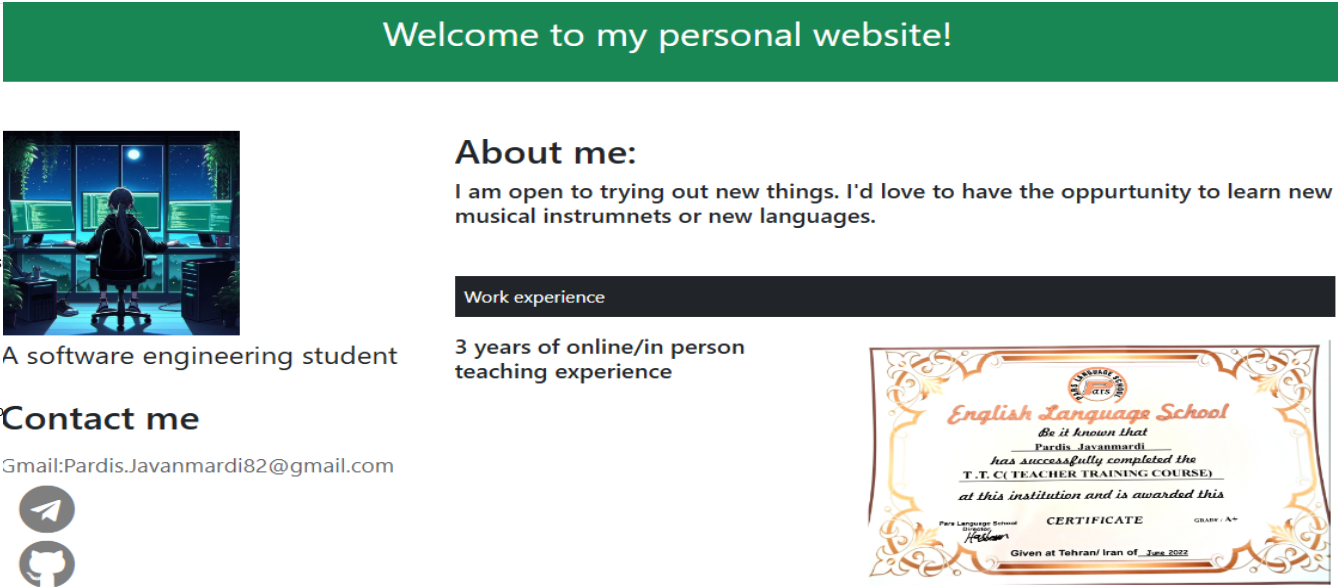 Welcome to my personal website!
A software engineering student
Contact me
Gmail:Pardis.Javanmardi82@gmail.com
About me:
I am open to trying out new things. I'd love to have the oppurtunity to learn new
musical instrumnets or new languages.
Work experience
3 years of online/in person
teaching experience
PARS LANGUAGE SCHOOL
Pars
English Language School
Be it known that
Pardis Javanmardi
has successfully completed the
T.T.C( TEACHER TRAINING COURSE)
at this institution and is awarded this
Pars Language School
Director
CERTIFICATE
GRADE: A+
Given at Tehran/ Iran of June 2022